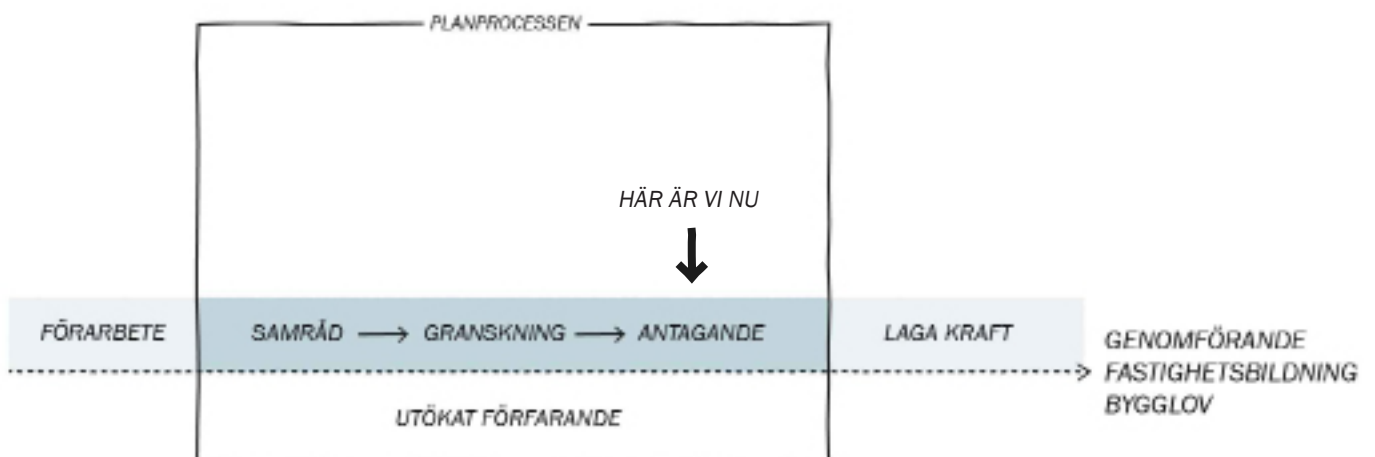 PLANPROCESSEN
HÄR ÄR VI NU
FÖRARBETE
SAMRÅD → GRANSKNING → ANTAGANDE
LAGA KRAFT
GENOMFÖRANDE
FASTIGHETSBILDNING
BYGGLOV
UTÖKAT FÖRFARANDE